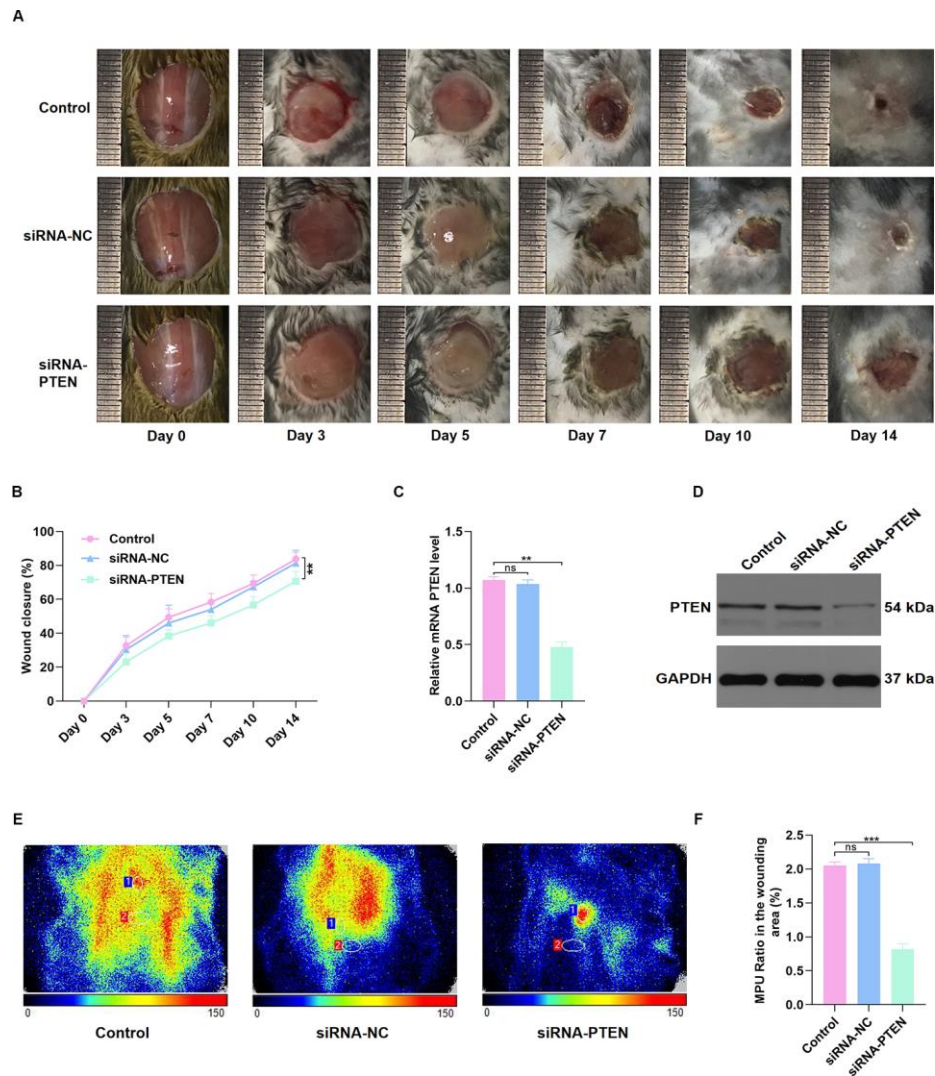 A
Control
siRNA-NC
siRNA-
PTEN
Day 0 Day 3 Day 5 Day 7 Day 10 Day 14
B
Wound closure (%)
100
80
60
40
20
0
Control
siRNA-NC
siRNA-PTEN
**
Day 0 Day 3 Day 5 Day 7 Day 10 Day 14
C
Relative mRNA PTEN level
1.5
1.0
0.5
0.0
**
ns
Control siRNA-NC siRNA-PTEN
D
Control siRNA-NC siRNA-PTEN
PTEN 54 kDa
GAPDH 37 kDa
E
1
2
0 150
Control
1
2
0 150
siRNA-NC
1
2
0 150
siRNA-PTEN
F
MPU Ratio in the wounding
area (%)
2.5
2.0
1.5
1.0
0.5
0.0
***
ns
Control siRNA-NC siRNA-PTEN